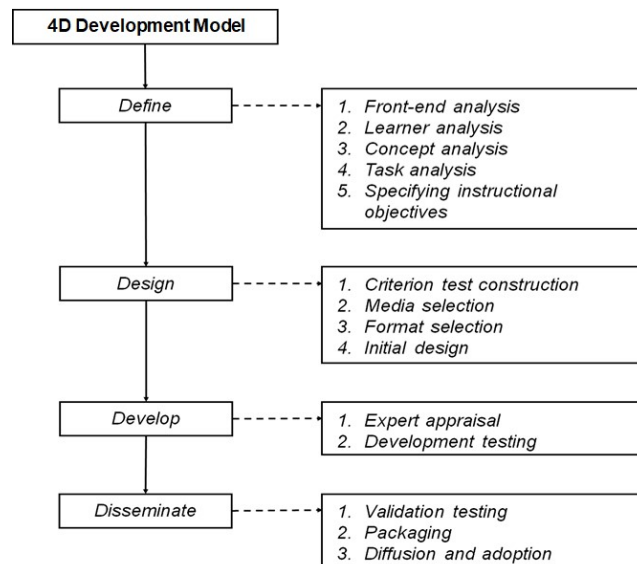 4D Development Model
Define
1. Front-end analysis
2. Learner analysis
3. Concept analysis
4. Task analysis
5. Specifying instructional
objectives
Design
1. Criterion test construction
2. Media selection
3. Format selection
4. Initial design
Develop
1. Expert appraisal
2. Development testing
Disseminate
1. Validation testing
2. Packaging
3. Diffusion and adoption